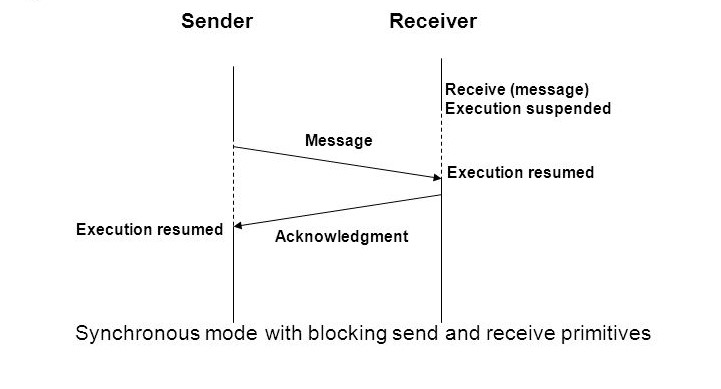 Sender Receiver
Receive (message)
Execution suspended
Message
Execution resumed
Execution resumed
Acknowledgment
Synchronous mode with blocking send and receive primitives